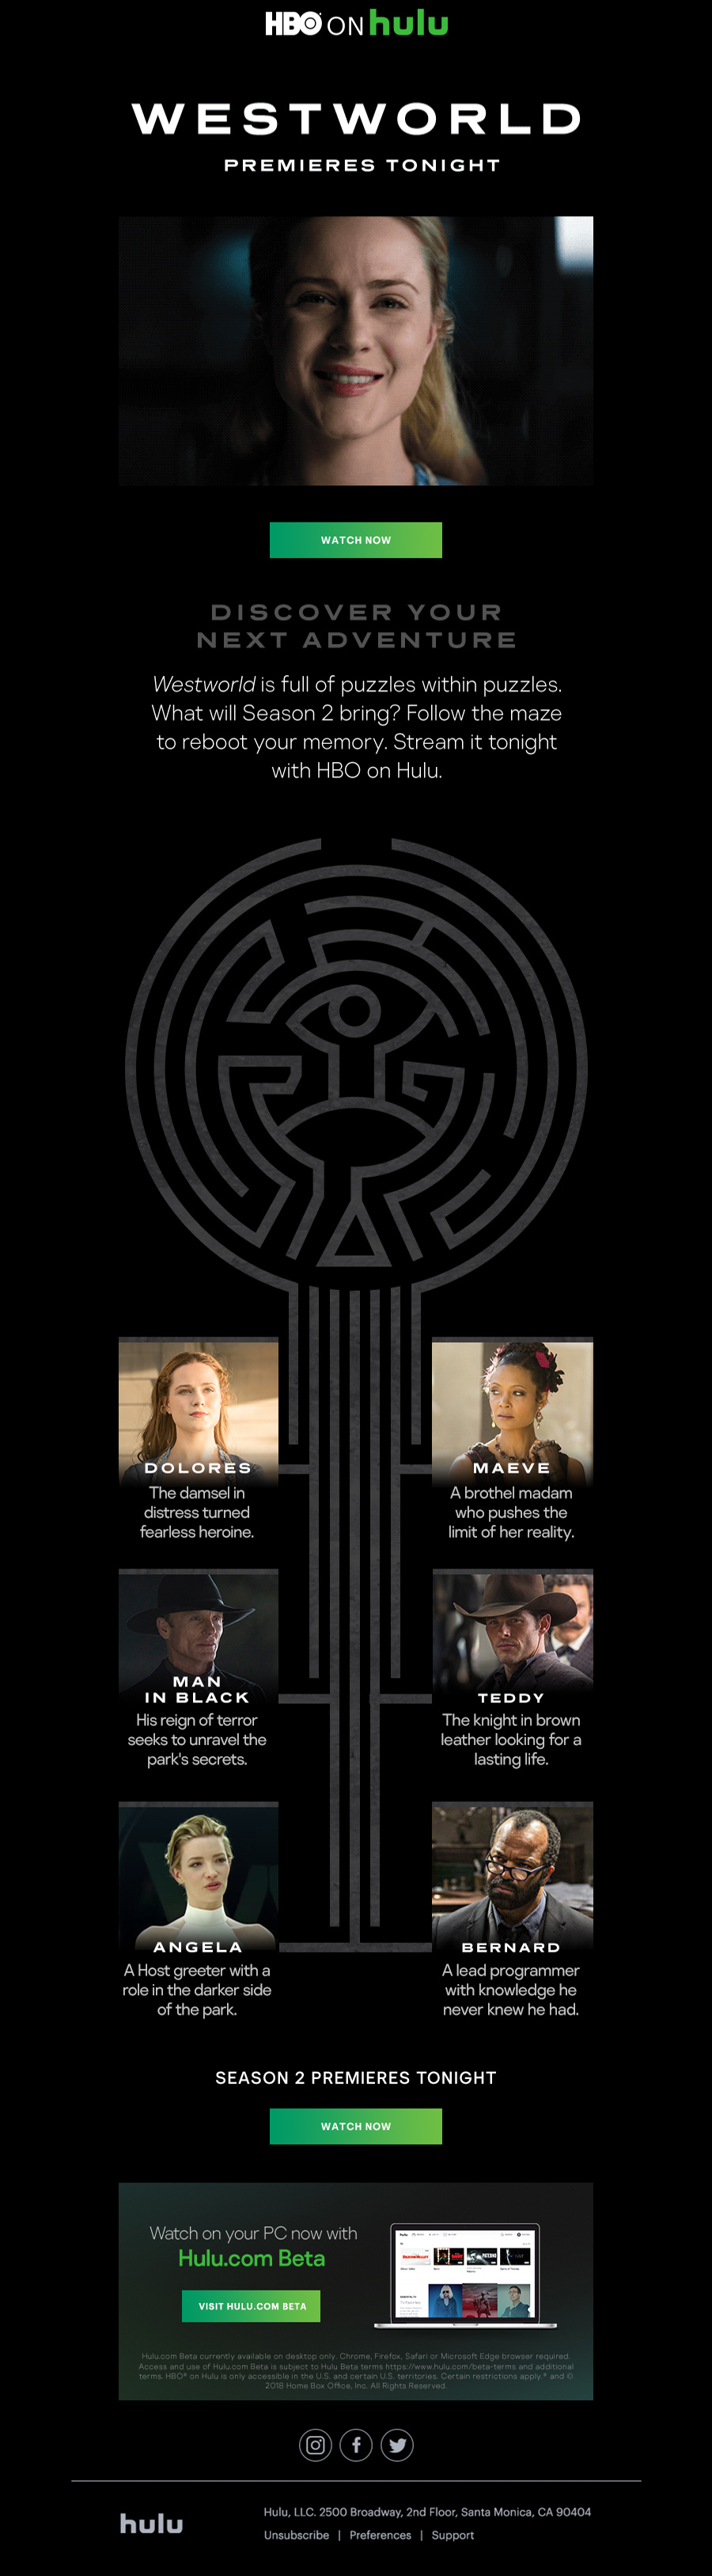 HBO ON hulu
WESTWORLD
PREMIERES TONIGHT
WATCH NOW
DISCOVER YOUR
NEXT ADVENTURE
Westworld is full of puzzles within puzzles.
What will Season 2 bring? Follow the maze
to reboot your memory. Stream it tonight
with HBO on Hulu.
DOLORES
The damsel in
distress turned
fearless heroine.
MAEVE
A brothel madam
who pushes the
limit of her reality.
MAN
IN BLACK
His reign of terror
seeks to unravel the
park's secrets.
TEDDY
The knight in brown
leather looking for a
lasting life.
ANGELA
A Host greeter with a
role in the darker side
of the park.
BERNARD
A lead programmer
with knowledge he
never knew he had.
SEASON 2 PREMIERES TONIGHT
WATCH NOW
Watch on your PC now with
Hulu.com Beta
VISIT HULU.COM BETA
Hulu.com Beta currently available on desktop only. Chrome, Firefox, Safari or Microsoft Edge browser required.
Access and use of Hulu.com Beta is subject to Hulu Beta terms https://www.hulu.com/beta-terms and additional
terms. HBO® on Hulu is only accessible in the U.S. and certain U.S. territories. Certain restrictions apply.® and ©
2018 Home Box Office, Inc. All Rights Reserved.
hulu
Hulu, LLC. 2500 Broadway, 2nd Floor, Santa Monica, CA 90404
Unsubscribe | Preferences | Support